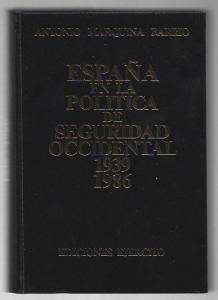 ANTONIO MARQUINA BARRIO
ESPAÑA
EN LA
POLITICA
DE
SEGURIDAD
OCCIDENTAL
1939
1986
EDICIONES EJERCITO